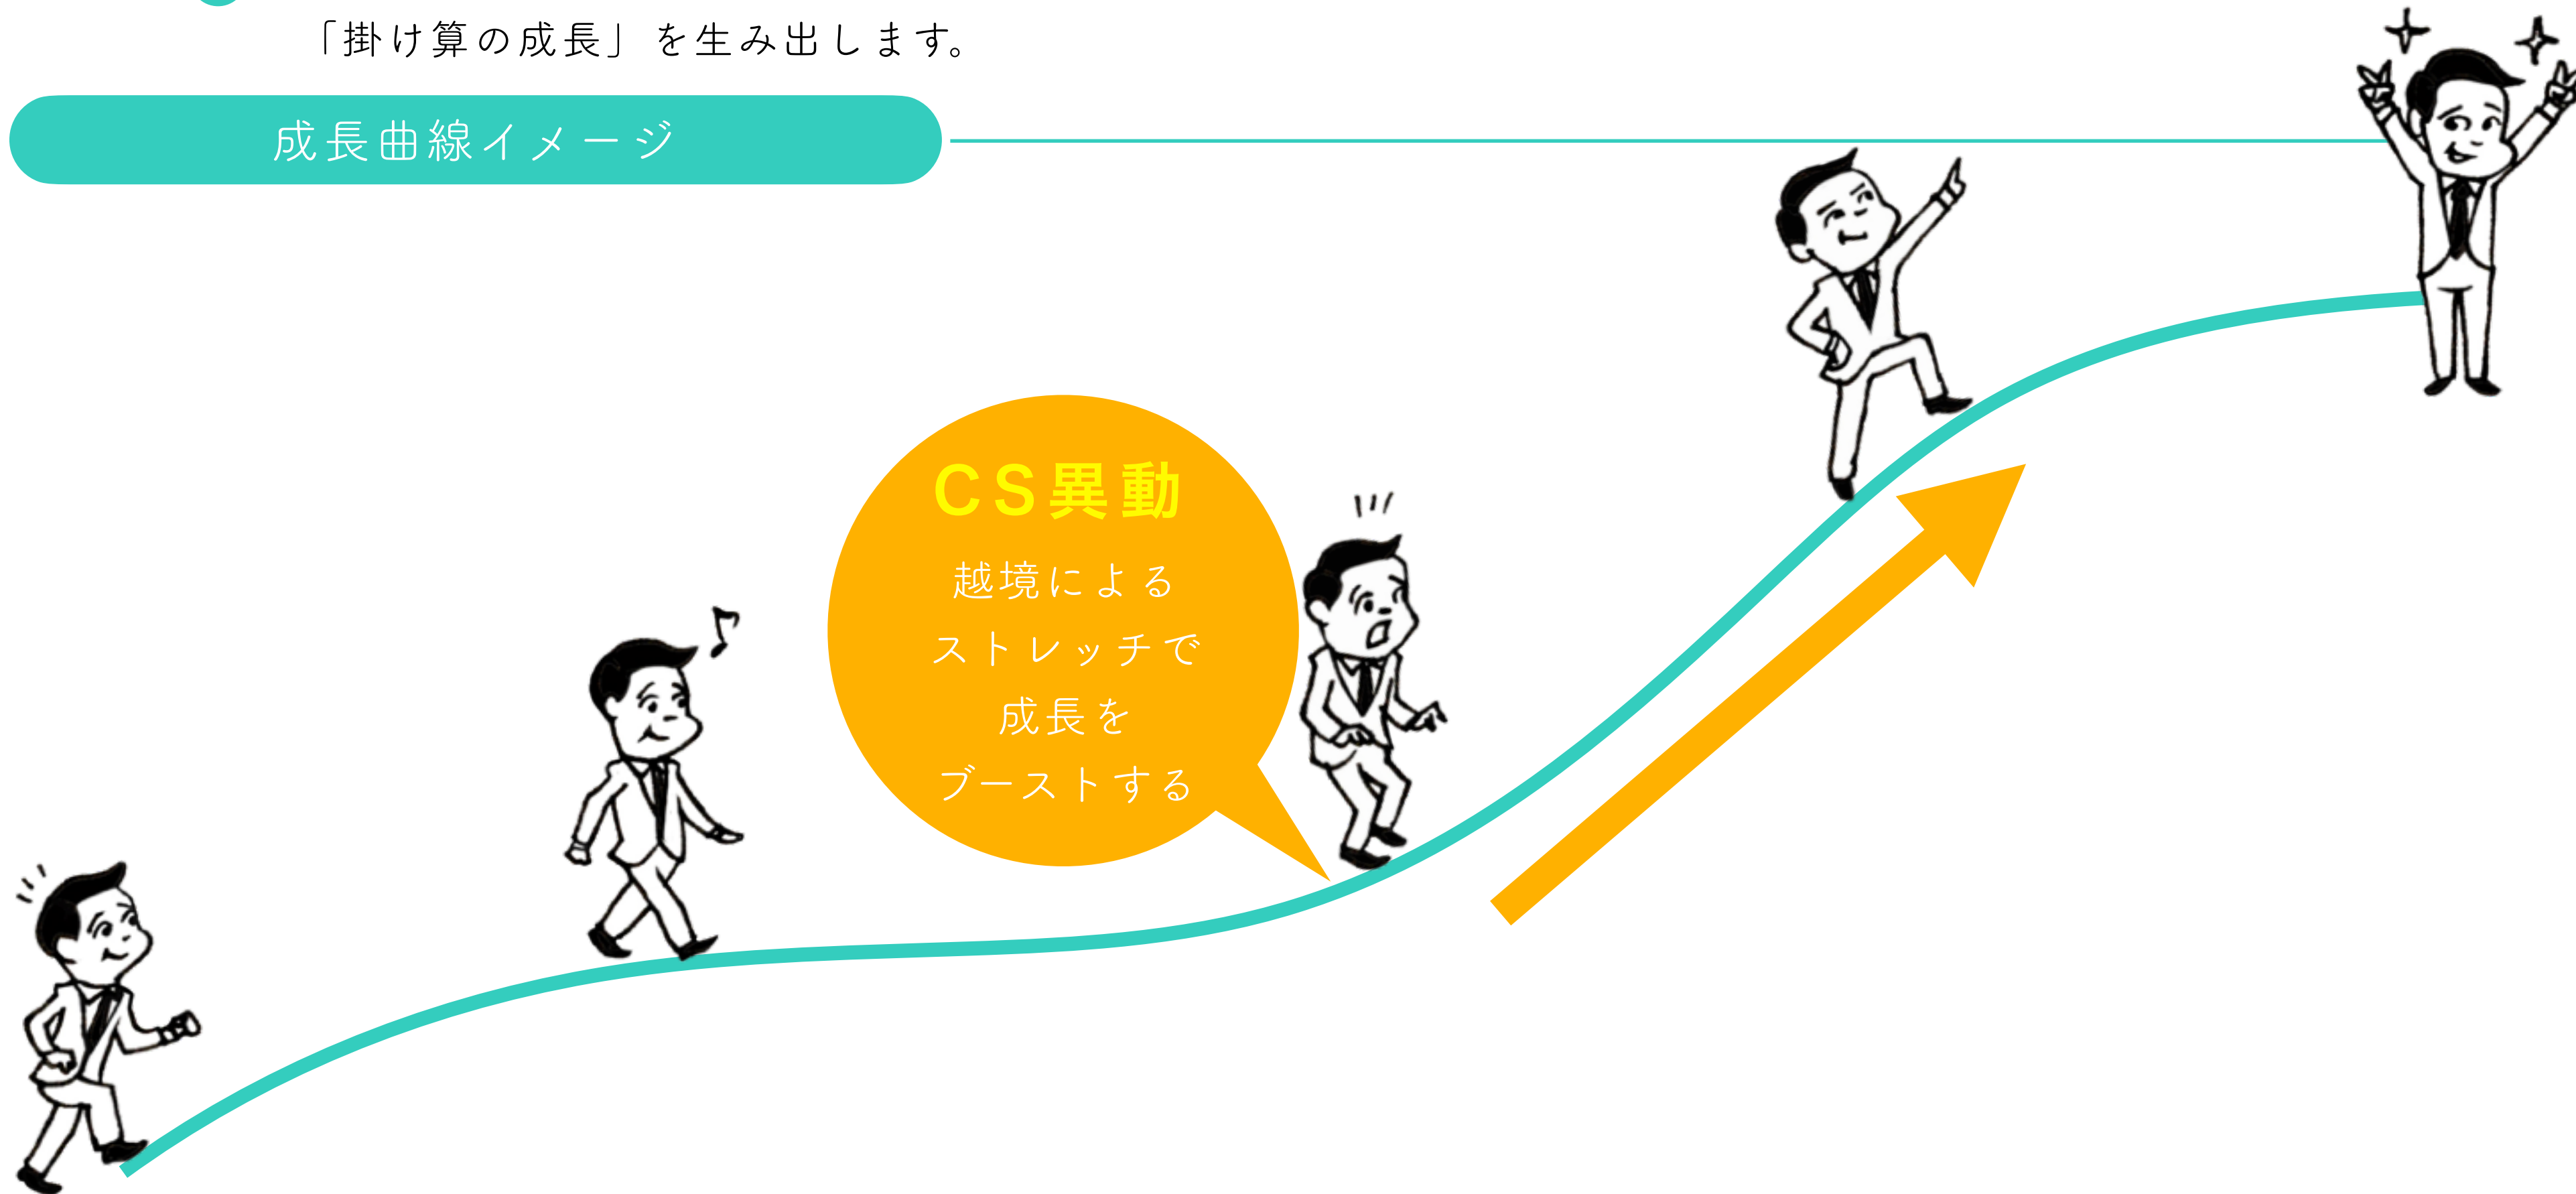 「掛け算の成長」を生み出します。
成長曲線イメージ
CS異動
越境による
ストレッチで
成長を
ブーストする